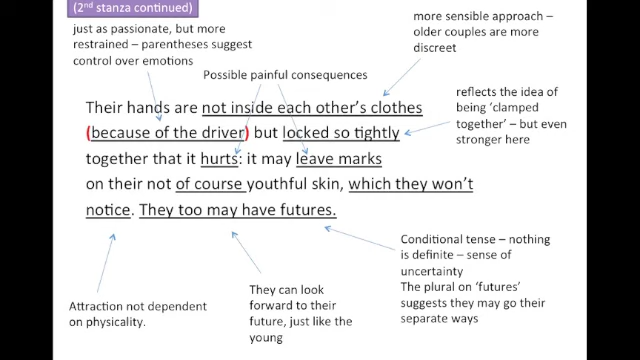 (2nd stanza continued)
just as passionate, but more
restrained – parentheses suggest
control over emotions
more sensible approach –
older couples are more
discreet
Possible painful consequences
reflects the idea of
being ‘clamped
together’ – but even
stronger here
Their hands are not inside each other’s clothes
(because of the driver) but locked so tightly
together that it hurts: it may leave marks
on their not of course youthful skin, which they won’t
notice. They too may have futures.
Attraction not dependent
on physicality.
They can look
forward to their
future, just like the
young
Conditional tense – nothing
is definite – sense of
uncertainty
The plural on ‘futures’
suggests they may go their
separate ways